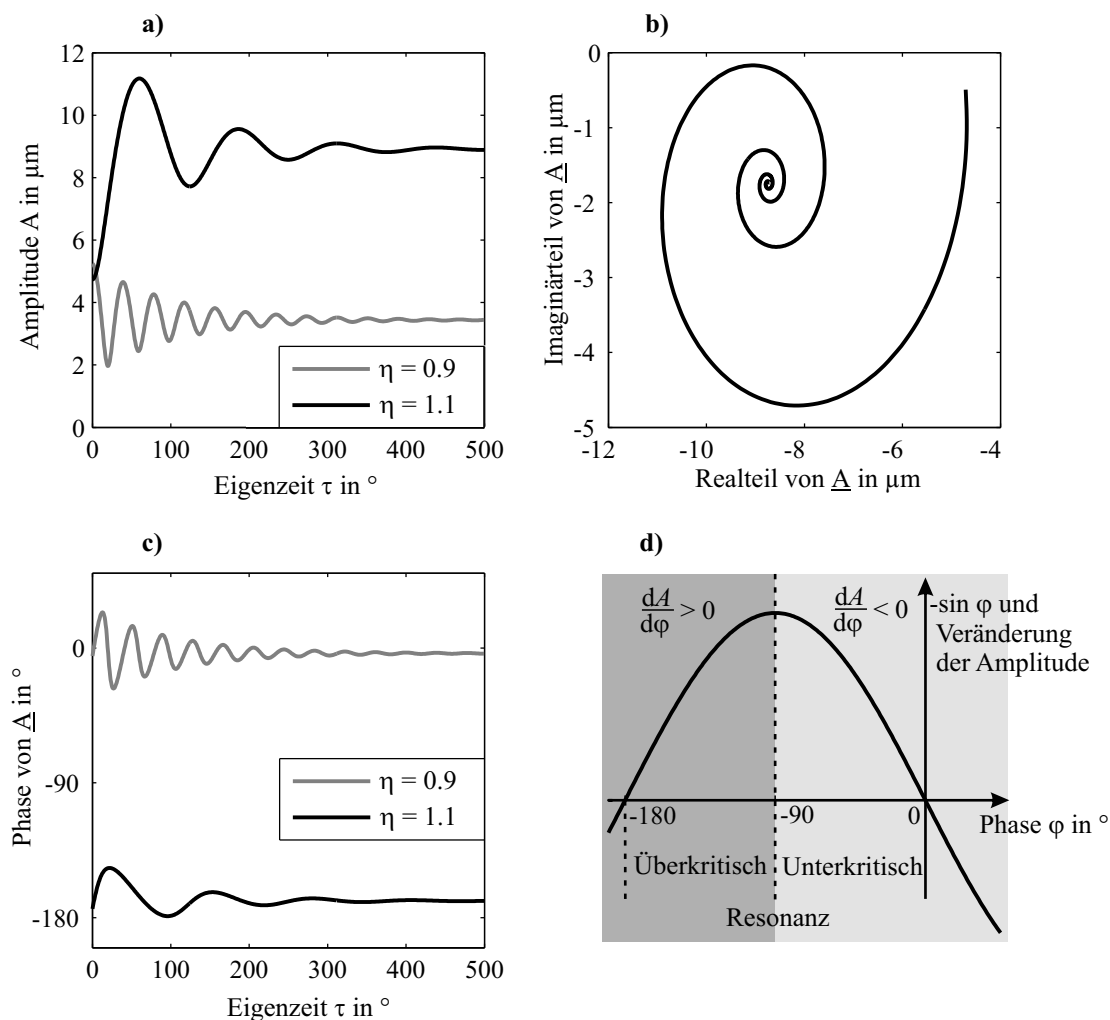 a)
12
10
8
6
4
2
0
Amplitude A in µm
η = 0.9
η = 1.1
0 100 200 300 400 500
Eigenzeit τ in °
b)
0
-1
-2
-3
-4
-5
Imaginärteil von A in µm
-12 -10 -8 -6 -4
Realteil von A in µm
c)
0
-90
-180
Phase von A in °
η = 0.9
η = 1.1
0 100 200 300 400 500
Eigenzeit τ in °
d)
dA/dφ > 0
dA/dφ < 0
-sin φ und
Veränderung
der Amplitude
-180 -90 0
Phase φ in °
Überkritisch
Unterkritisch
Resonanz